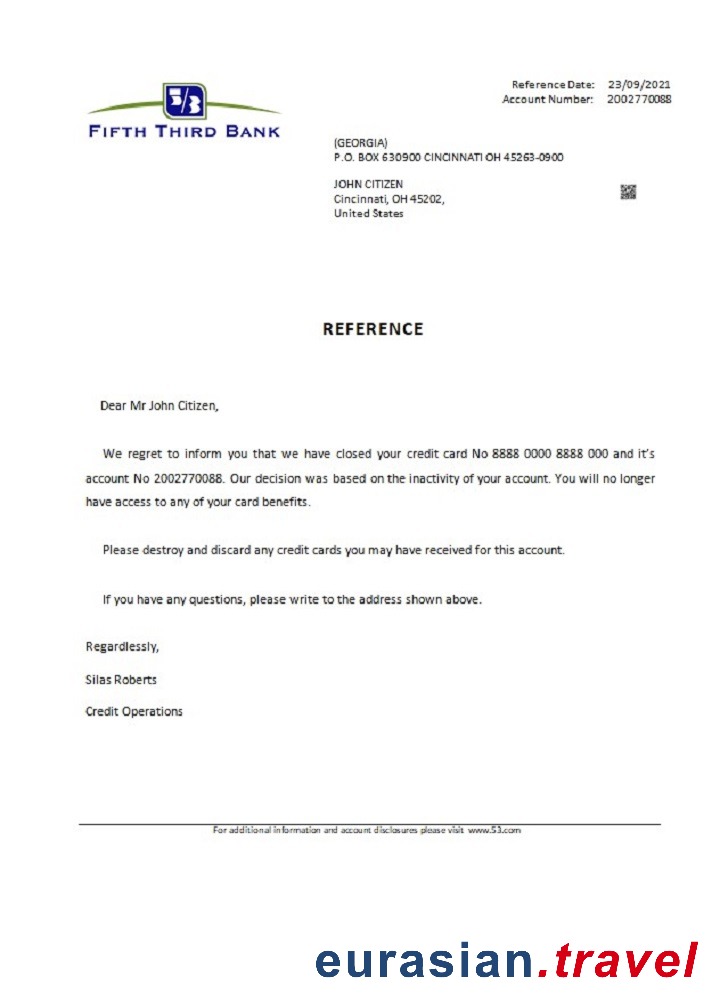 5/3
FIFTH THIRD BANK
Reference Date: 23/09/2021
Account Number: 2002770088
(GEORGIA)
P.O. BOX 630900 CINCINNATI OH 45263-0900
JOHN CITIZEN
Cincinnati, OH 45202,
United States
REFERENCE
Dear Mr John Citizen,
We regret to inform you that we have closed your credit card No 8888 0000 8888 000 and it's
account No 2002770088. Our decision was based on the inactivity of your account. You will no longer
have access to any of your card benefits.
Please destroy and discard any credit cards you may have received for this account.
If you have any questions, please write to the address shown above.
Regardlessly,
Silas Roberts
Credit Operations
For additional information and account disclosures please visit www.53.com
eurasian.travel